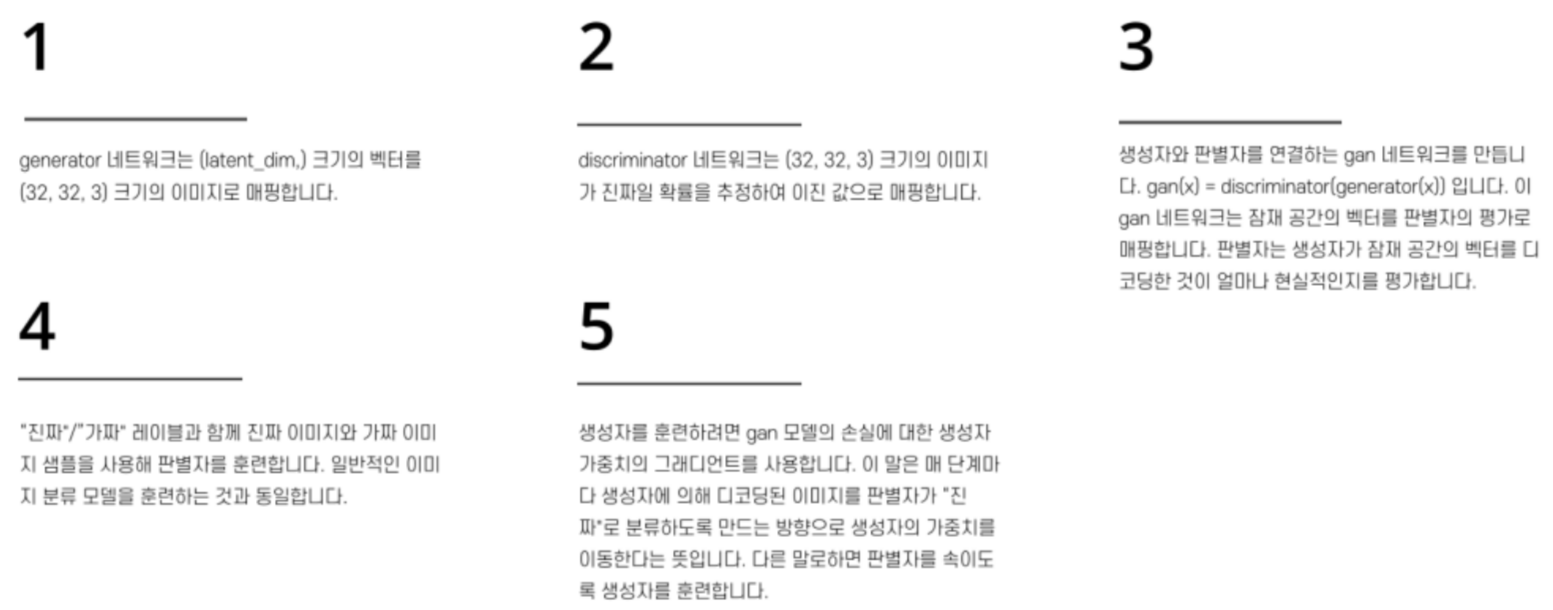 1
generator 네트워크는 (latent_dim,) 크기의 벡터를
(32, 32, 3) 크기의 이미지로 매핑합니다.
2
discriminator 네트워크는 (32, 32, 3) 크기의 이미지
가 진짜일 확률을 추정하여 이진 값으로 매핑합니다.
3
생성자와 판별자를 연결하는 gan 네트워크를 만듭니
다. gan(x) = discriminator(generator(x)) 입니다. 이
gan 네트워크는 잠재 공간의 벡터를 판별자의 평가로
매핑합니다. 판별자는 생성자가 잠재 공간의 벡터를 디
코딩한 것이 얼마나 현실적인지를 평가합니다.
4
"진짜"/"가짜" 레이블과 함께 진짜 이미지와 가짜 이미
지 샘플을 사용해 판별자를 훈련합니다. 일반적인 이미
지 분류 모델을 훈련하는 것과 동일합니다.
5
생성자를 훈련하려면 gan 모델의 손실에 대한 생성자
가중치의 그래디언트를 사용합니다. 이 말은 매 단계마
다 생성자에 의해 디코딩된 이미지를 판별자가 "진
짜"로 분류하도록 만드는 방향으로 생성자의 가중치를
이동한다는 뜻입니다. 다른 말로하면 판별자를 속이도
록 생성자를 훈련합니다.